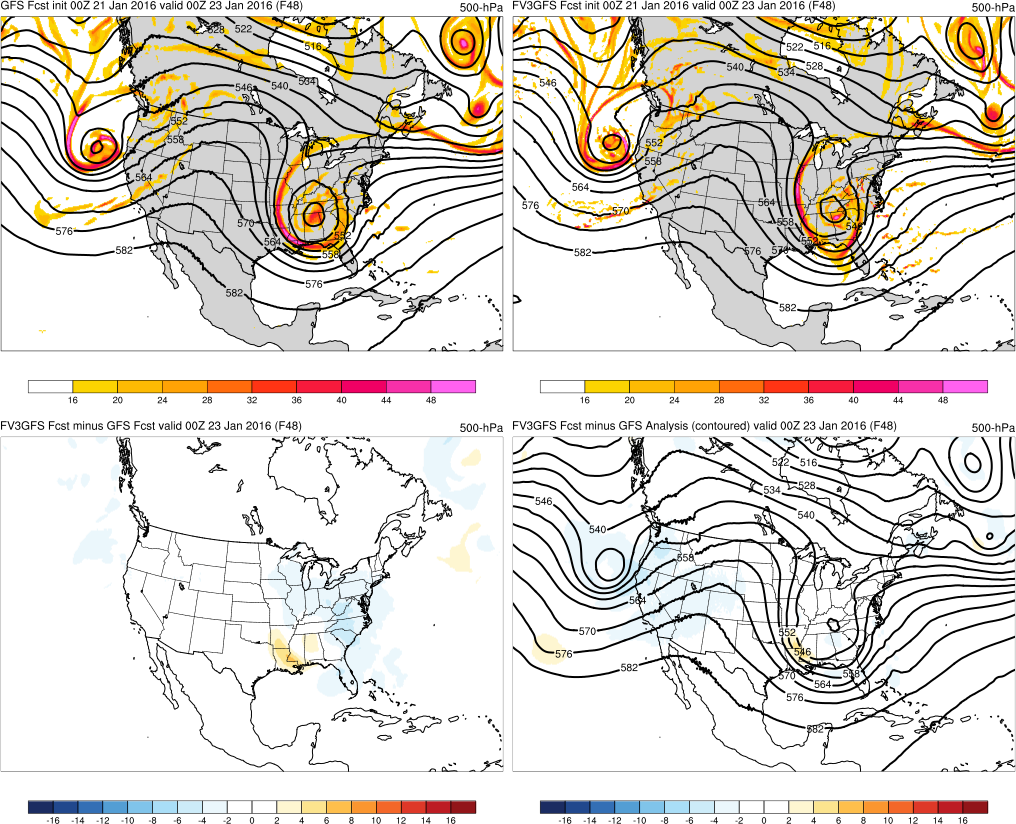 GFS Fcst init 00Z 21 Jan 2016 valid 00Z 23 Jan 2016 (F48) 500-hPa
528 522 516
546 540 534
552
558
564
570
576 564 552
582 558
576
582
16 20 24 28 32 36 40 44 48
FV3GFS Fcst init 00Z 21 Jan 2016 valid 00Z 23 Jan 2016 (F48) 500-hPa
522 516
546 540 534 528
552
558
564 564
576 570 558 546
582 576 552
582
16 20 24 28 32 36 40 44 48
FV3GFS Fcst minus GFS Fcst valid 00Z 23 Jan 2016 (F48) 500-hPa
-16 -14 -12 -10 -8 -6 -4 -2 0 2 4 6 8 10 12 14 16
FV3GFS Fcst minus GFS Analysis (contoured) valid 00Z 23 Jan 2016 (F48) 500-hPa
522 516
546 534 528
540 540
558
564
570 552
576 546
582 570 564 558
576
582
-16 -14 -12 -10 -8 -6 -4 -2 0 2 4 6 8 10 12 14 16